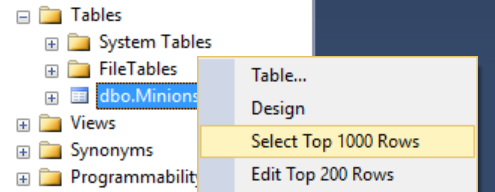 Tables
System Tables
FileTables
dbo.Minions
Views
Synonyms
Programmabilit
Table...
Design
Select Top 1000 Rows
Edit Top 200 Rows